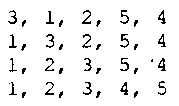 3, 1, 2, 5, 4
1, 3, 2, 5, 4
1, 2, 3, 5, 4
1, 2, 3, 4, 5